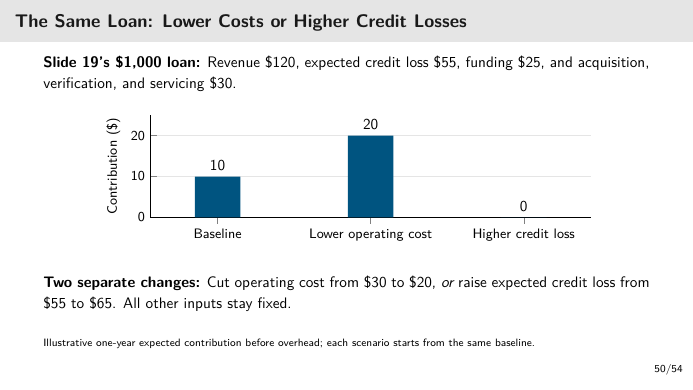 The Same Loan: Lower Costs or Higher Credit Losses
Slide 19's $1,000 loan: Revenue $120, expected credit loss $55, funding $25, and acquisition,
verification, and servicing $30.
Contribution ($)
20
10
0
10
20
0
Baseline
Lower operating cost
Higher credit loss
Two separate changes: Cut operating cost from $30 to $20, or raise expected credit loss from
$55 to $65. All other inputs stay fixed.
Illustrative one-year expected contribution before overhead; each scenario starts from the same baseline.
50/54